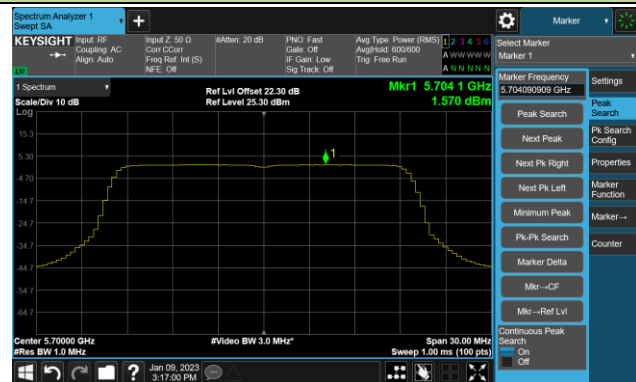 Spectrum Analyzer 1
Swept SA
+
Marker
KEYSIGHT
Input: RF
Coupling: AC
Align: Auto
Input Z: 50 Ω
Corr CCorr
Freq Ref: Int (S)
NFE: Off
#Atten: 20 dB
PNO: Fast
Gate: Off
IF Gain: Low
Sig Track: Off
Avg Type: Power (RMS)
Avg|Hold: 600/600
Trig: Free Run
1 2 3 4 5 6
A W W W W W
A N N N N N
LXI
Select Marker
Marker 1
1 Spectrum
Scale/Div 10 dB
Log
Ref Lvl Offset 22.30 dB
Ref Level 25.30 dBm
Mkr1 5.704 1 GHz
1.570 dBm
15.3
5.30
-4.70
-14.7
-24.7
-34.7
-44.7
-54.7
-64.7
1
Center 5.70000 GHz
#Res BW 1.0 MHz
#Video BW 3.0 MHz*
Span 30.00 MHz
Sweep 1.00 ms (100 pts)
Marker Frequency
5.704090909 GHz
Peak Search
Next Peak
Next Pk Right
Next Pk Left
Minimum Peak
Pk-Pk Search
Marker Delta
Mkr→CF
Mkr→Ref Lvl
Continuous Peak
Search
On
Off
Settings
Peak
Search
Pk Search
Config
Properties
Marker
Function
Marker→
Counter
?
Jan 09, 2023
3:17:00 PM